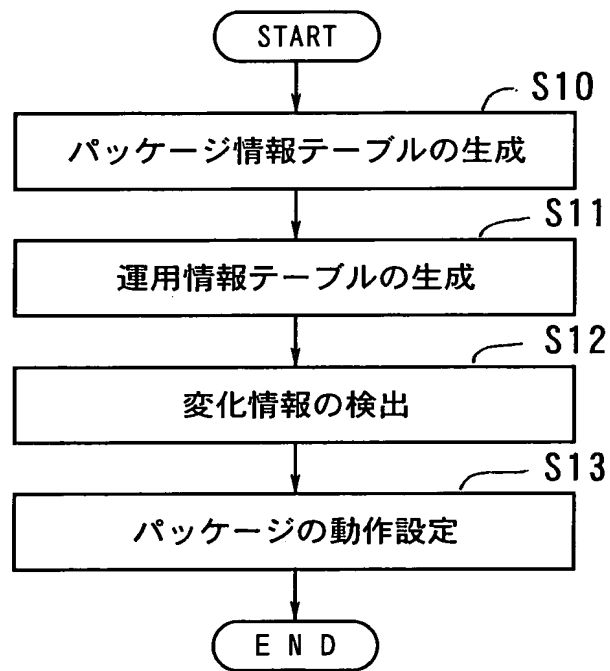 START
S10
パッケージ情報テーブルの生成
S11
運用情報テーブルの生成
S12
変化情報の検出
S13
パッケージの動作設定
END